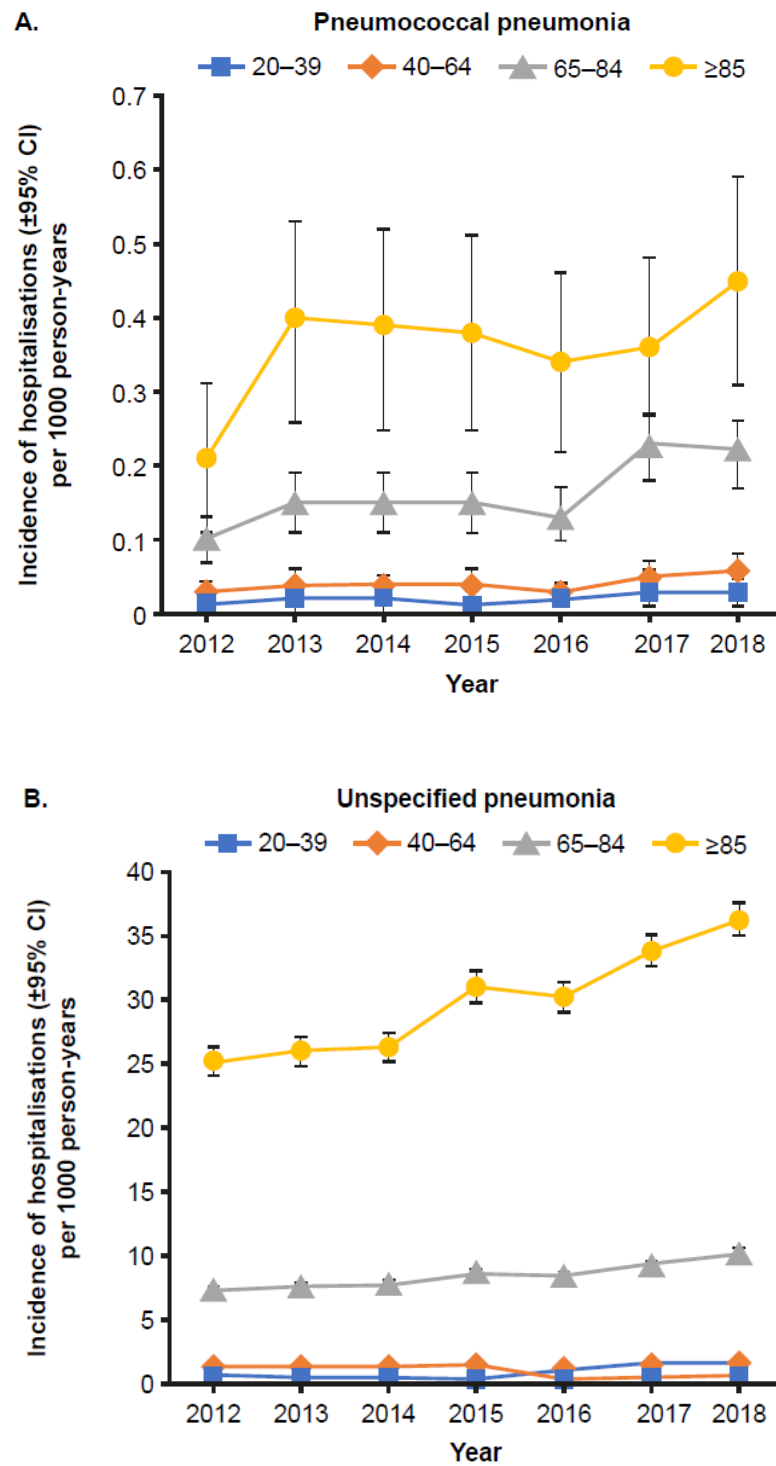 A.
Pneumococcal pneumonia
20–39 40–64 65–84 ≥85
Incidence of hospitalisations (±95% CI)
per 1000 person-years
0.7
0.6
0.5
0.4
0.3
0.2
0.1
0
2012 2013 2014 2015 2016 2017 2018
Year
B.
Unspecified pneumonia
20–39 40–64 65–84 ≥85
Incidence of hospitalisations (±95% CI)
per 1000 person-years
40
35
30
25
20
15
10
5
0
2012 2013 2014 2015 2016 2017 2018
Year